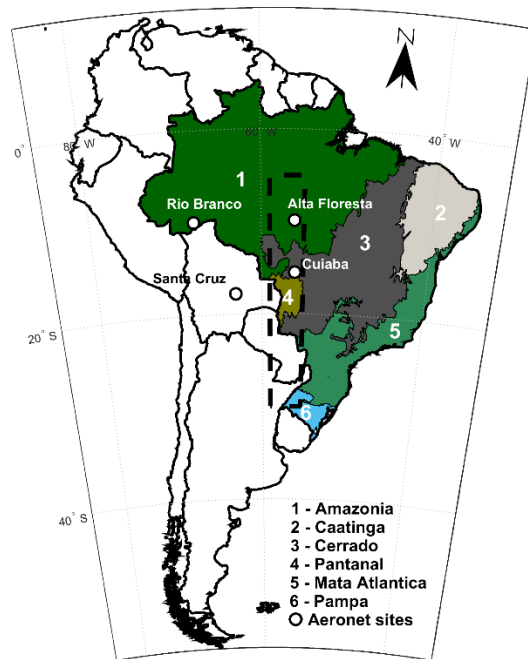 N
0°
80° W
60° W
40° W
1
Rio Branco
Alta Floresta
2
3
Santa Cruz
Cuiaba
4
20° S
5
6
40° S
1 - Amazonia
2 - Caatinga
3 - Cerrado
4 - Pantanal
5 - Mata Atlantica
6 - Pampa
Aeronet sites